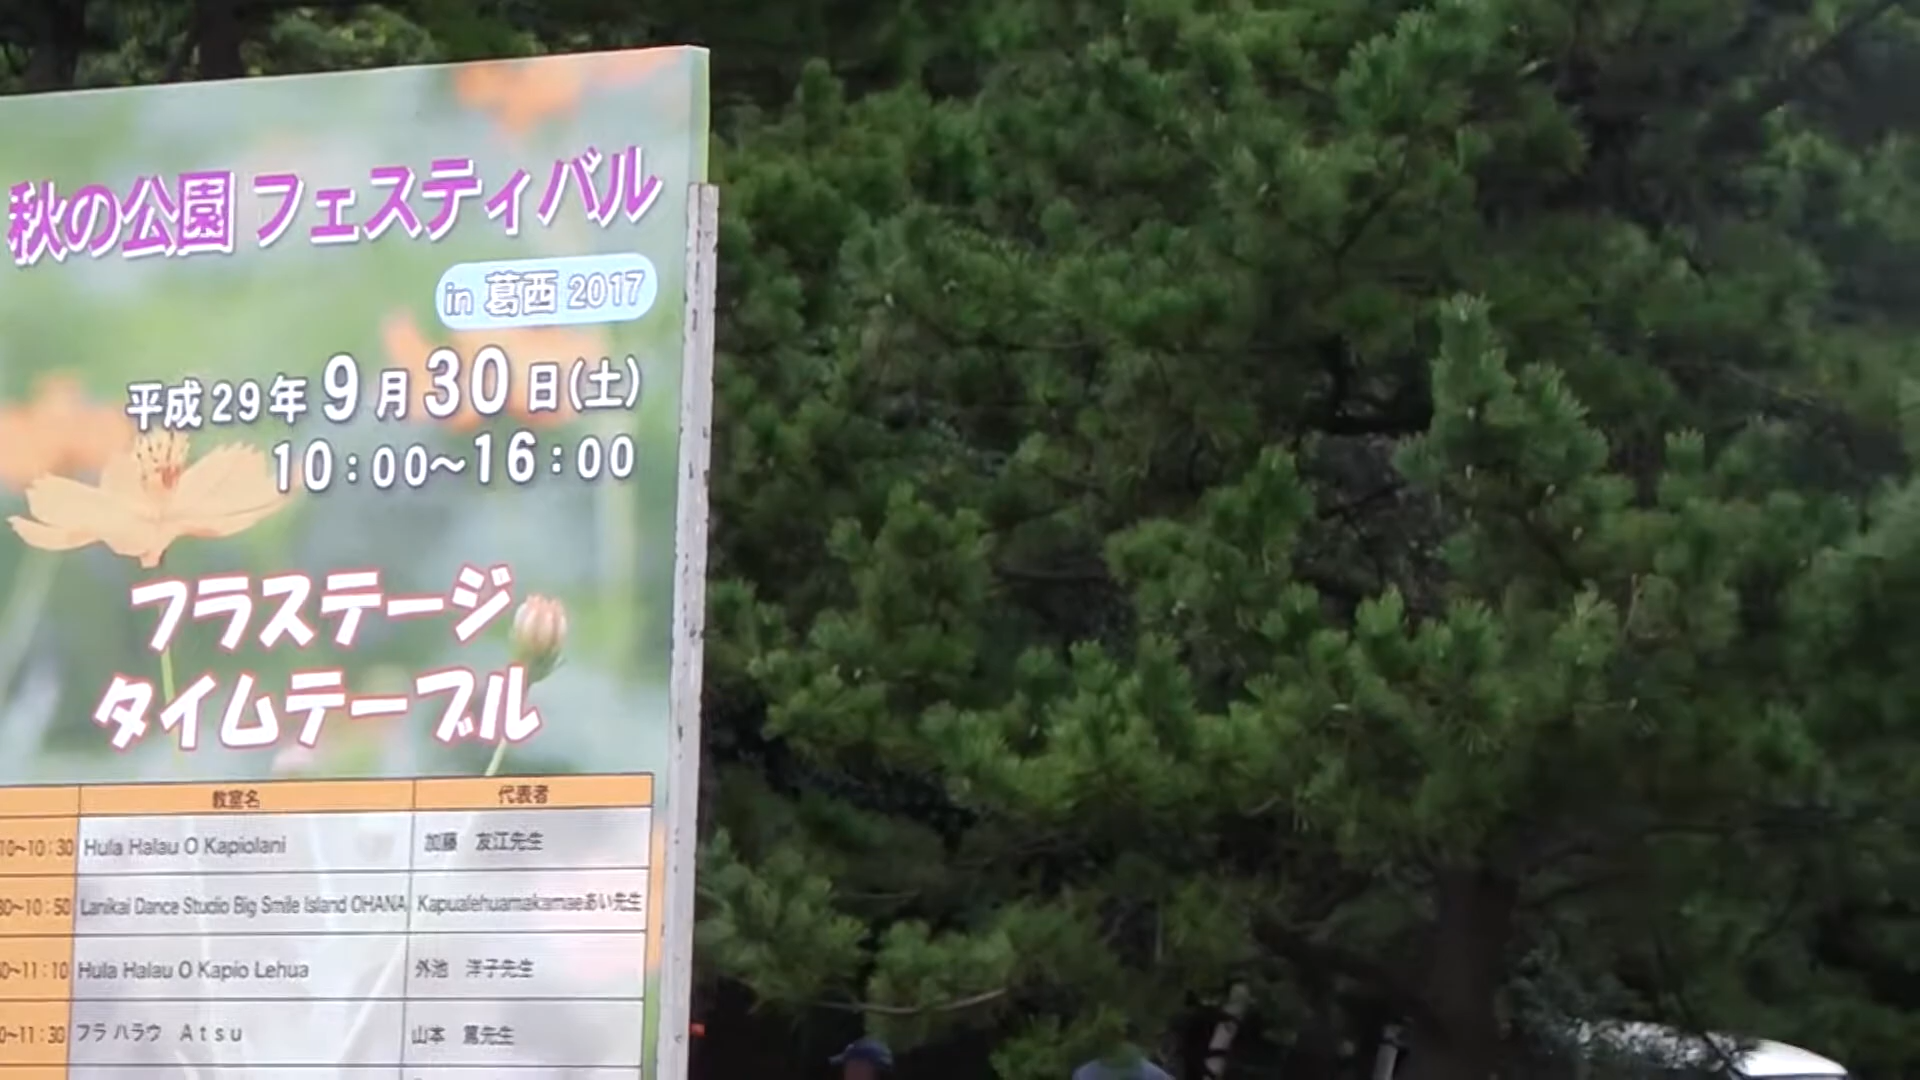 秋の公園 フェスティバル
in 葛西 2017
平成29年9月30日(土)
10:00～16:00
フラステージ
タイムテーブル
教室名 代表者
10～10:30 Hula Halau O Kapiolani 加藤 友江先生
30～10:50 Lanikai Dance Studio Big Smile Island OHANA Kapualehuamakamaeあい先生
0～11:10 Hula Halau O Kapio Lehua 外池 洋子先生
0～11:30 フラ ハラウ Atsu 山本 篤先生